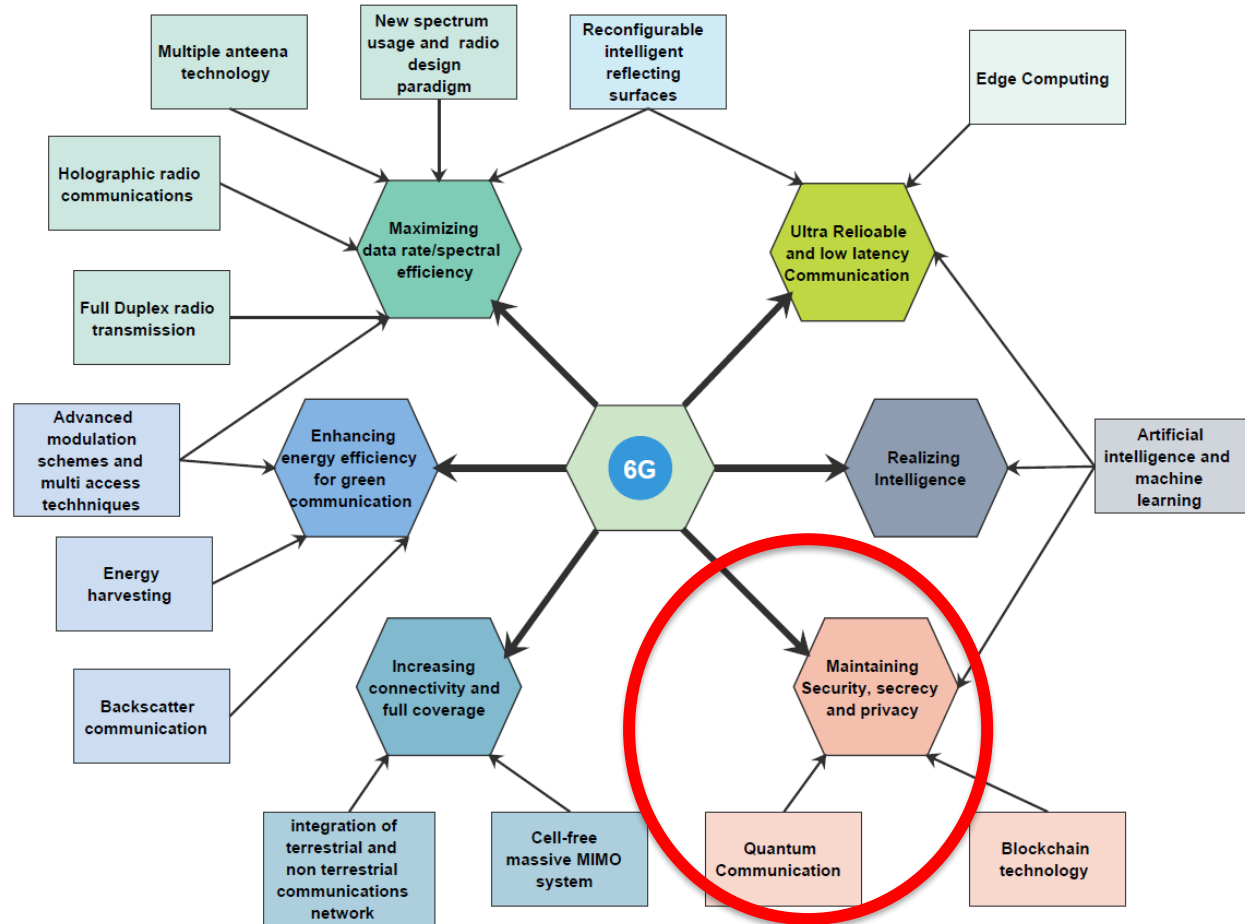 Multiple anteena
technology
New spectrum
usage and radio
design
paradigm
Reconfigurable
intelligent
reflecting
surfaces
Edge Computing
Holographic radio
communications
Maximizing
data rate/spectral
efficiency
Ultra Relioable
and low latency
Communication
Full Duplex radio
transmission
Advanced
modulation
schemes and
multi access
techhniques
Enhancing
energy efficiency
for green
communication
6G
Realizing
Intelligence
Artificial
intelligence and
machine
learning
Energy
harvesting
Backscatter
communication
Increasing
connectivity and
full coverage
Maintaining
Security, secrecy
and privacy
integration of
terrestrial and
non terrestrial
communications
network
Cell-free
massive MIMO
system
Quantum
Communication
Blockchain
technology